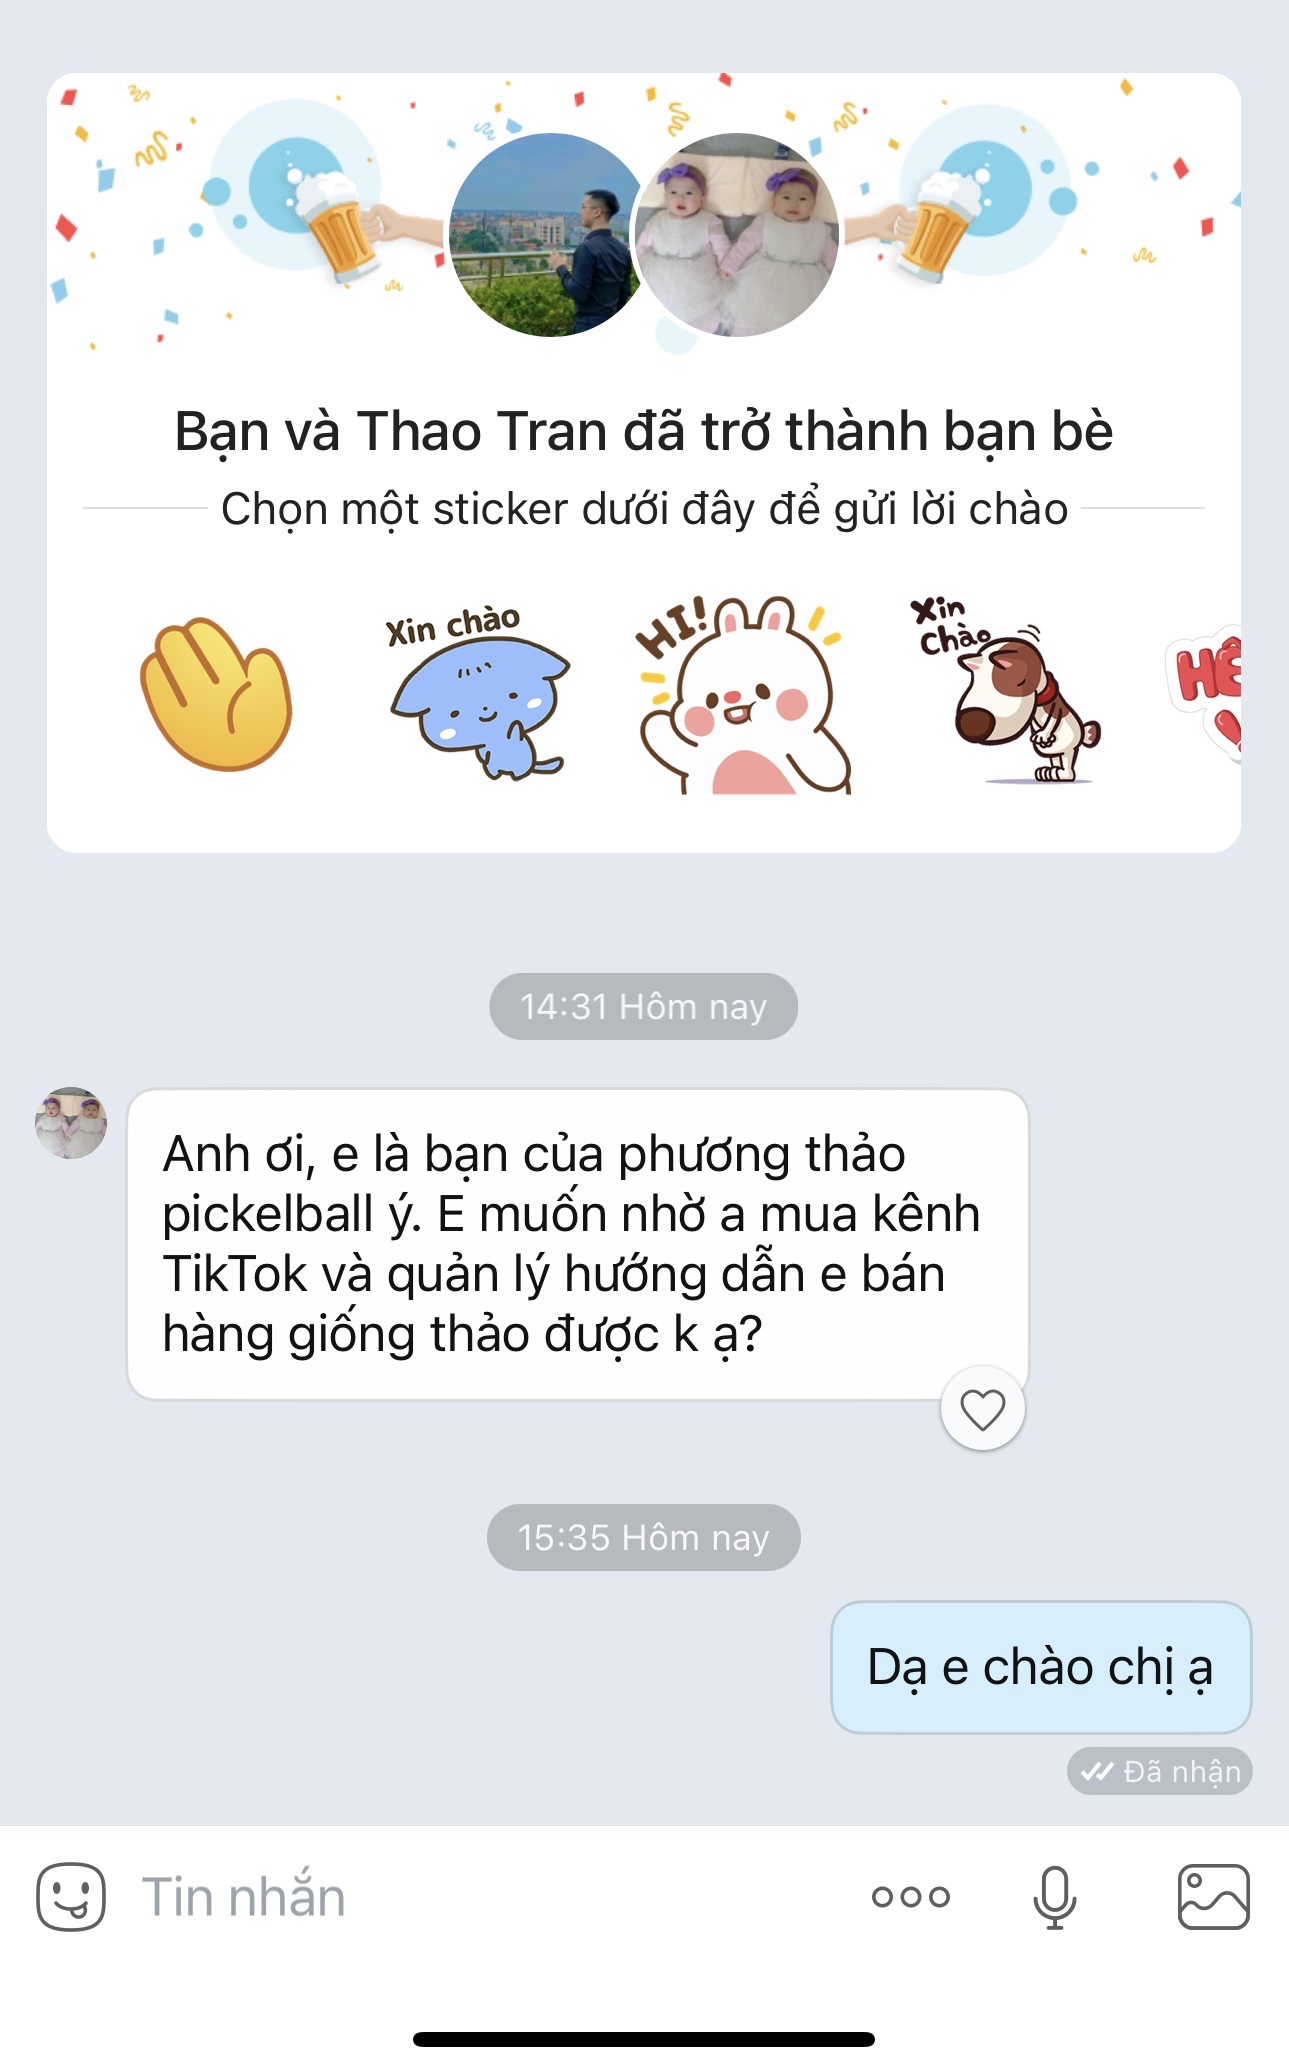 Bạn và Thao Tran đã trở thành bạn bè
Chọn một sticker dưới đây để gửi lời chào
Xin chào
HI!
Xin
chào
14:31 Hôm nay
Anh ơi, e là bạn của phương thảo
pickelball ý. E muốn nhờ a mua kênh
TikTok và quản lý hướng dẫn e bán
hàng giống thảo được k ạ?
15:35 Hôm nay
Dạ e chào chị ạ
Đã nhận
Tin nhắn